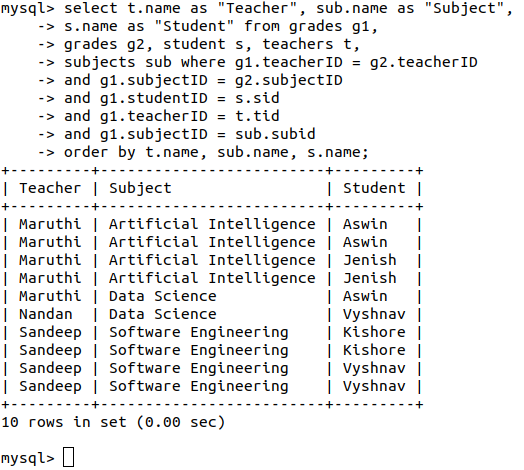 mysql> select t.name as "Teacher", sub.name as "Subject",
    -> s.name as "Student" from grades g1,
    -> grades g2, student s, teachers t,
    -> subjects sub where g1.teacherID = g2.teacherID
    -> and g1.subjectID = g2.subjectID
    -> and g1.studentID = s.sid
    -> and g1.teacherID = t.tid
    -> and g1.subjectID = sub.subid
    -> order by t.name, sub.name, s.name;
+---------+-------------------------+---------+
| Teacher | Subject                 | Student |
+---------+-------------------------+---------+
| Maruthi | Artificial Intelligence | Aswin   |
| Maruthi | Artificial Intelligence | Aswin   |
| Maruthi | Artificial Intelligence | Jenish  |
| Maruthi | Artificial Intelligence | Jenish  |
| Maruthi | Data Science            | Aswin   |
| Nandan  | Data Science            | Vyshnav |
| Sandeep | Software Engineering    | Kishore |
| Sandeep | Software Engineering    | Kishore |
| Sandeep | Software Engineering    | Vyshnav |
| Sandeep | Software Engineering    | Vyshnav |
+---------+-------------------------+---------+
10 rows in set (0.00 sec)
mysql>